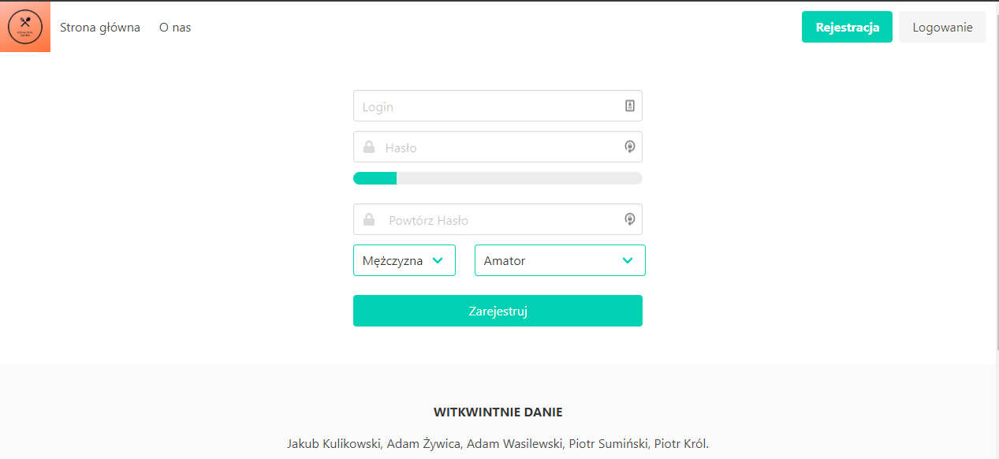 Strona główna O nas Rejestracja Logowanie
Login
Hasło
Powtórz Hasło
Mężczyzna Amator
Zarejestruj
WITKWINTNIE DANIE
Jakub Kulikowski, Adam Żywica, Adam Wasilewski, Piotr Sumiński, Piotr Król.